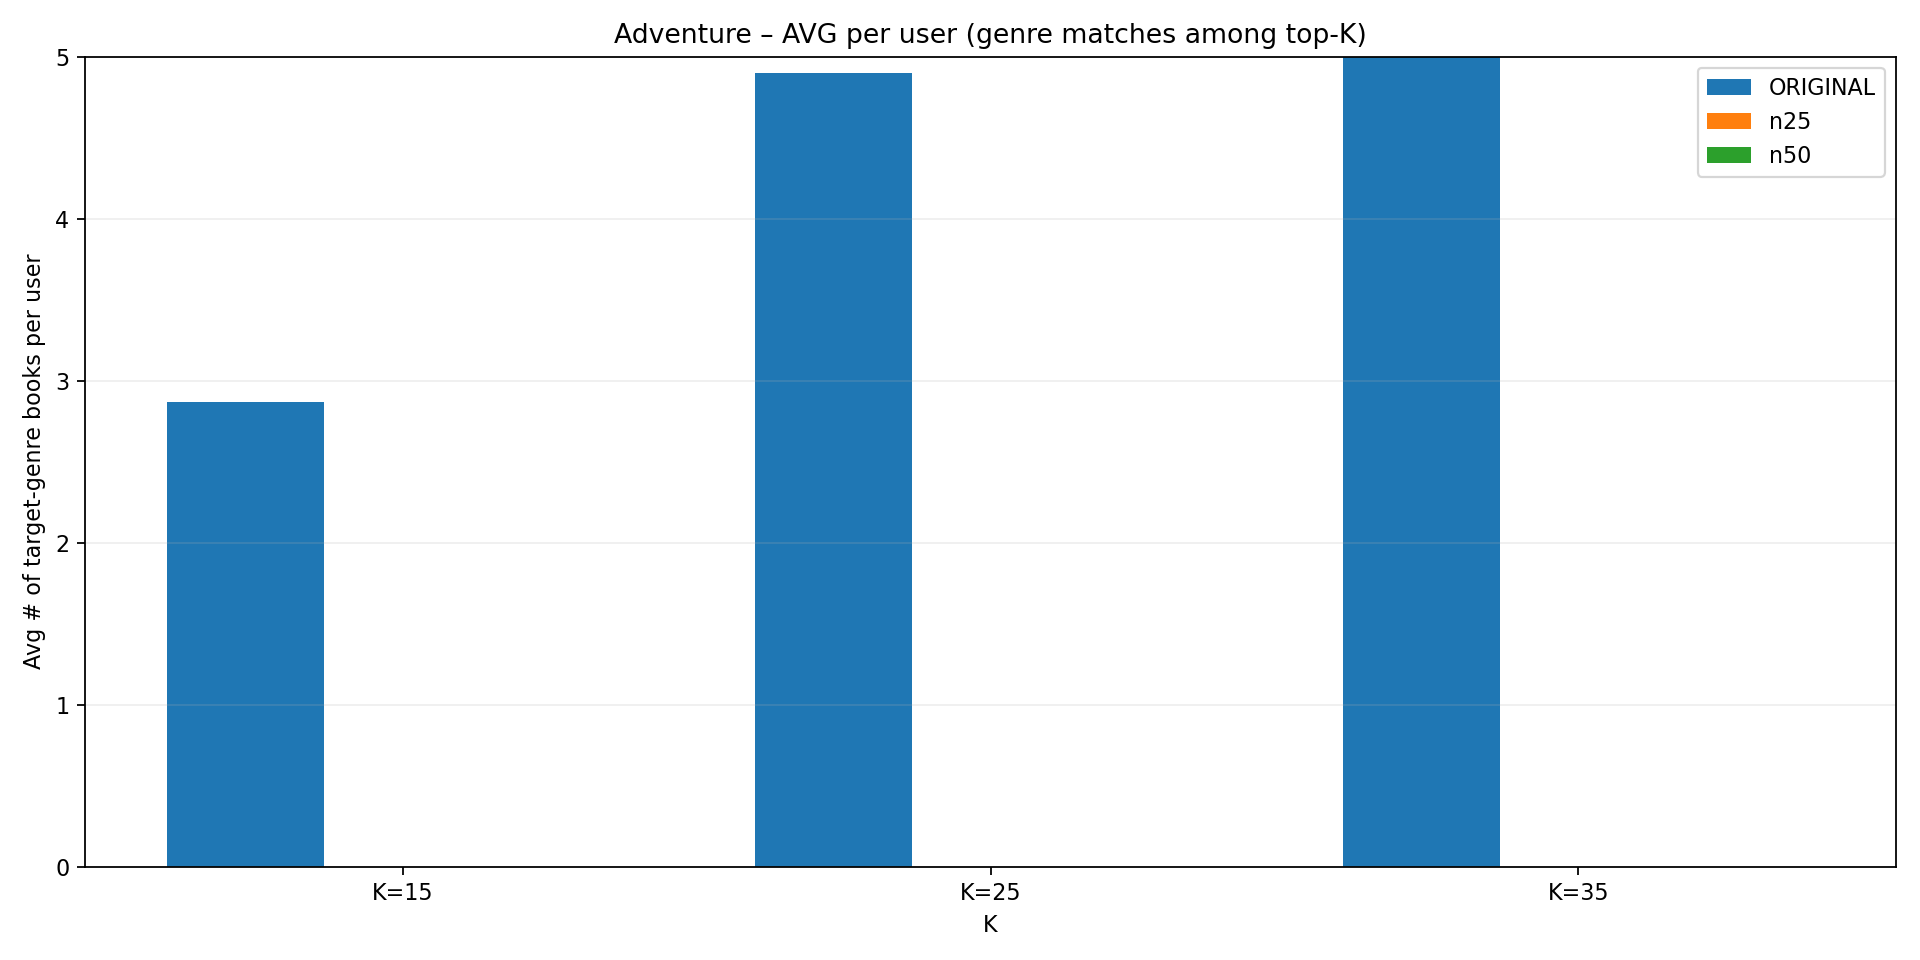 Adventure – AVG per user (genre matches among top-K)
Avg # of target-genre books per user
5
4
3
2
1
0
ORIGINAL
n25
n50
K=15
K=25
K=35
K